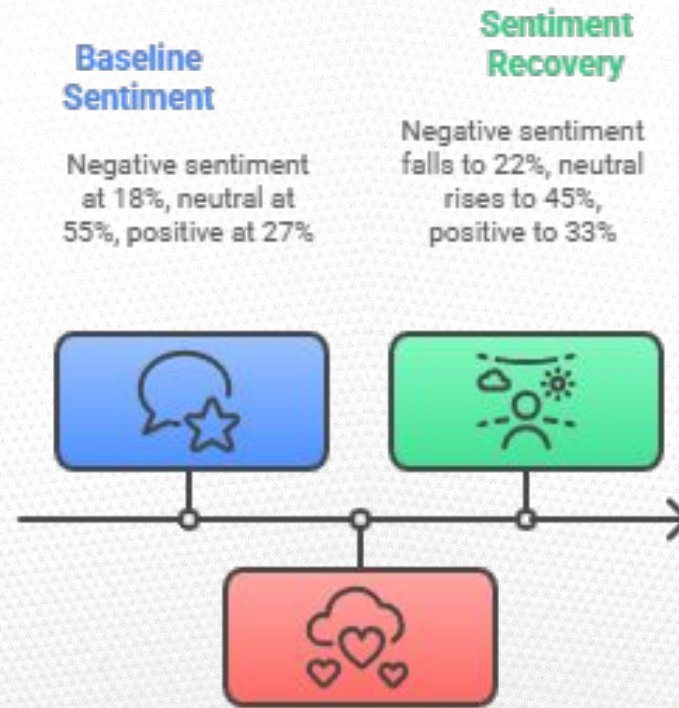 Baseline
Sentiment
Negative sentiment
at 18%, neutral at
55%, positive at 27%
Sentiment
Recovery
Negative sentiment
falls to 22%, neutral
rises to 45%,
positive to 33%